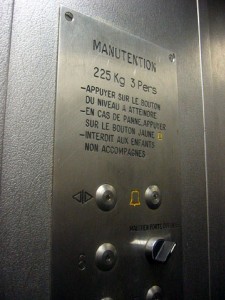 MANUTENTION
225 Kg 3 Pers
-APPUYER SUR LE BOUTON
DU NIVEAU A ATTEINDRE
-EN CAS DE PANNE,APPUYER
SUR LE BOUTON JAUNE
-INTERDIT AUX ENFANTS
NON ACCOMPAGNES
5